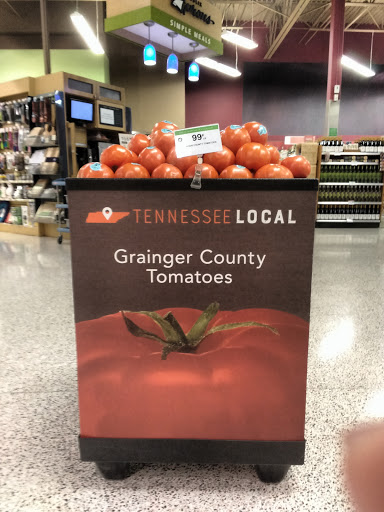 SIMPLE MEALS
99¢
TENNESSEE LOCAL
Grainger County
Tomatoes